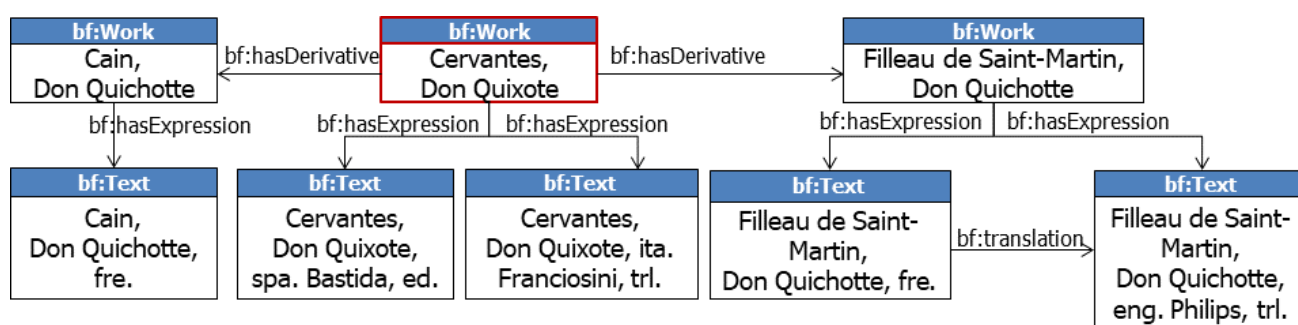 bf:Work
Cain,
Don Quichotte
bf:hasDerivative
bf:Work
Cervantes,
Don Quixote
bf:hasDerivative
bf:Work
Filleau de Saint-Martin,
Don Quichotte
bf:hasExpression
bf:hasExpression
bf:hasExpression
bf:hasExpression
bf:hasExpression
bf:Text
Cain,
Don Quichotte,
fre.
bf:Text
Cervantes,
Don Quixote,
spa. Bastida, ed.
bf:Text
Cervantes,
Don Quixote, ita.
Franciosini, trl.
bf:Text
Filleau de Saint-
Martin,
Don Quichotte, fre.
bf:translation
bf:Text
Filleau de Saint-
Martin,
Don Quichotte,
eng. Philips, trl.